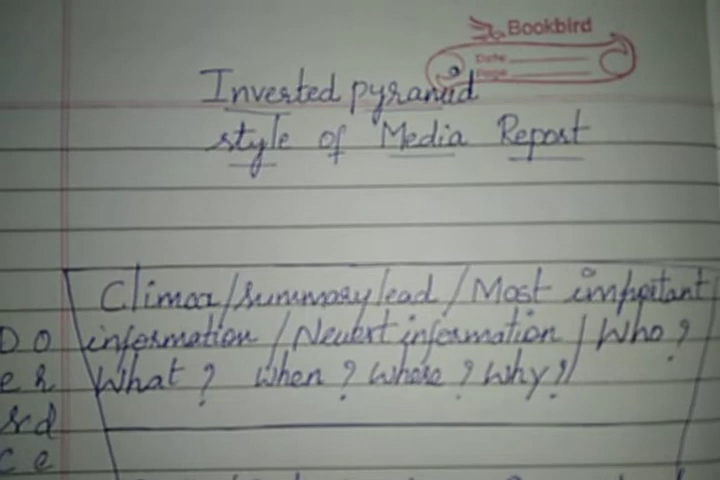 Bookbird
Date
Page
Inverted pyramid
style of Media Report
Climax/summary lead / Most important
information / Newest information / Who ?
What ? When ? Where ? Why ?/
D O
e r
r d
c e